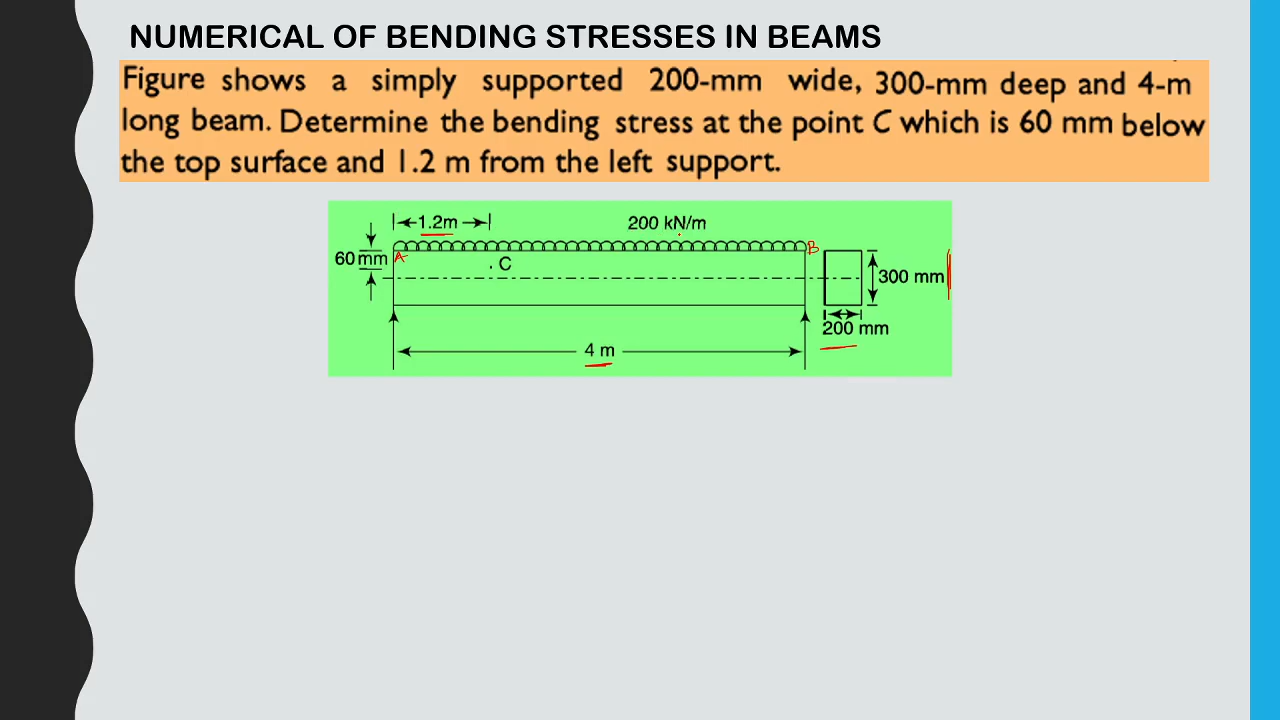 NUMERICAL OF BENDING STRESSES IN BEAMS
Figure shows a simply supported 200-mm wide, 300-mm deep and 4-m
long beam. Determine the bending stress at the point C which is 60 mm below
the top surface and 1.2 m from the left support.
1.2m
200 kN/m
60 mm
A
B
C
300 mm
200 mm
4 m